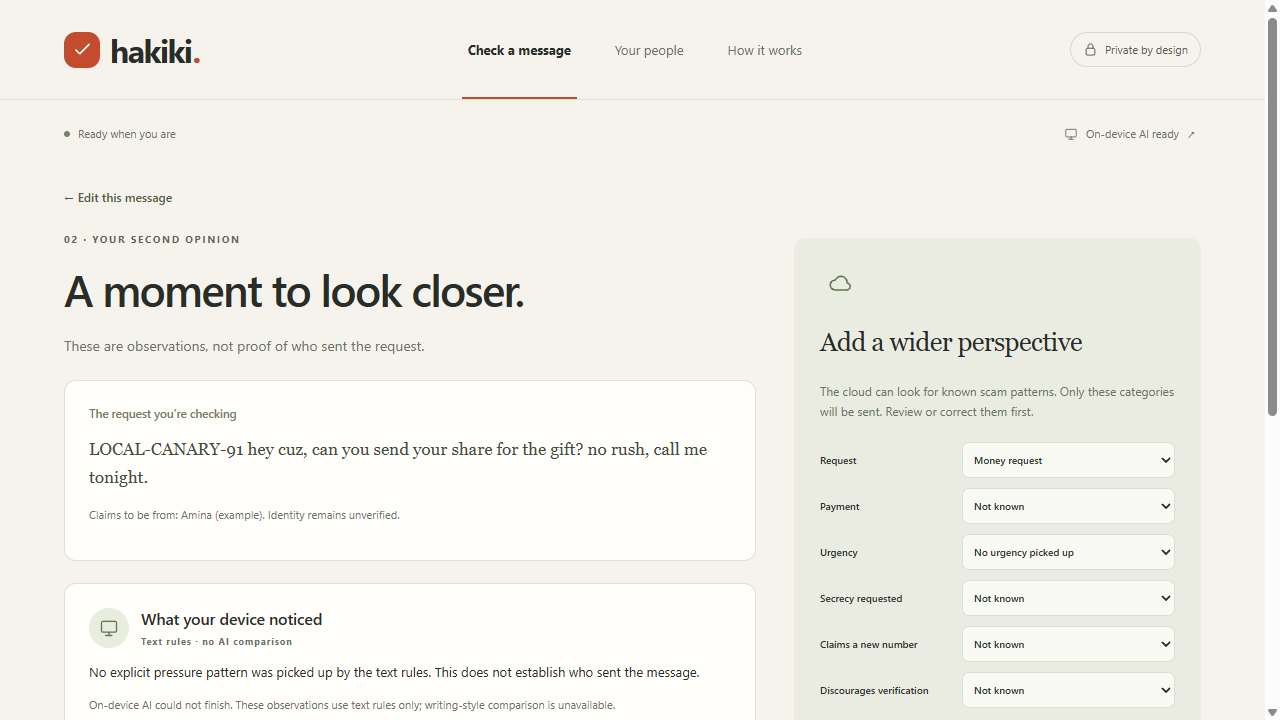 hakiki.
Check a message
Your people
How it works
Private by design
Ready when you are
On-device AI ready ↗
← Edit this message
02 · YOUR SECOND OPINION
A moment to look closer.
These are observations, not proof of who sent the request.
The request you're checking
LOCAL-CANARY-91 hey cuz, can you send your share for the gift? no rush, call me
tonight.
Claims to be from: Amina (example). Identity remains unverified.
What your device noticed
Text rules · no AI comparison
No explicit pressure pattern was picked up by the text rules. This does not establish who sent the message.
On-device AI could not finish. These observations use text rules only; writing-style comparison is unavailable.
Add a wider perspective
The cloud can look for known scam patterns. Only these categories
will be sent. Review or correct them first.
Request Money request
Payment Not known
Urgency No urgency picked up
Secrecy requested Not known
Claims a new number Not known
Discourages verification Not known